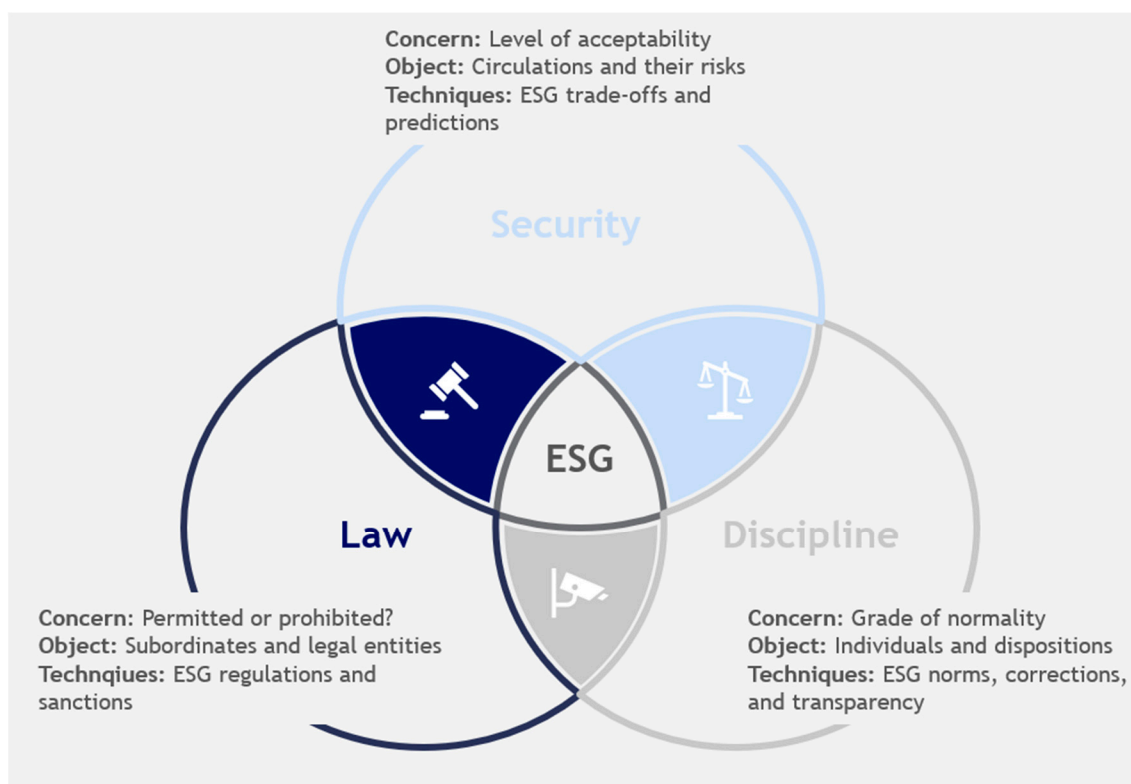 Concern: Level of acceptability
Object: Circulations and their risks
Techniques: ESG trade-offs and
predictions
Security
ESG
Law
Discipline
Concern: Permitted or prohibited?
Object: Subordinates and legal entities
Technqiues: ESG regulations and
sanctions
Concern: Grade of normality
Object: Individuals and dispositions
Techniques: ESG norms, corrections,
and transparency